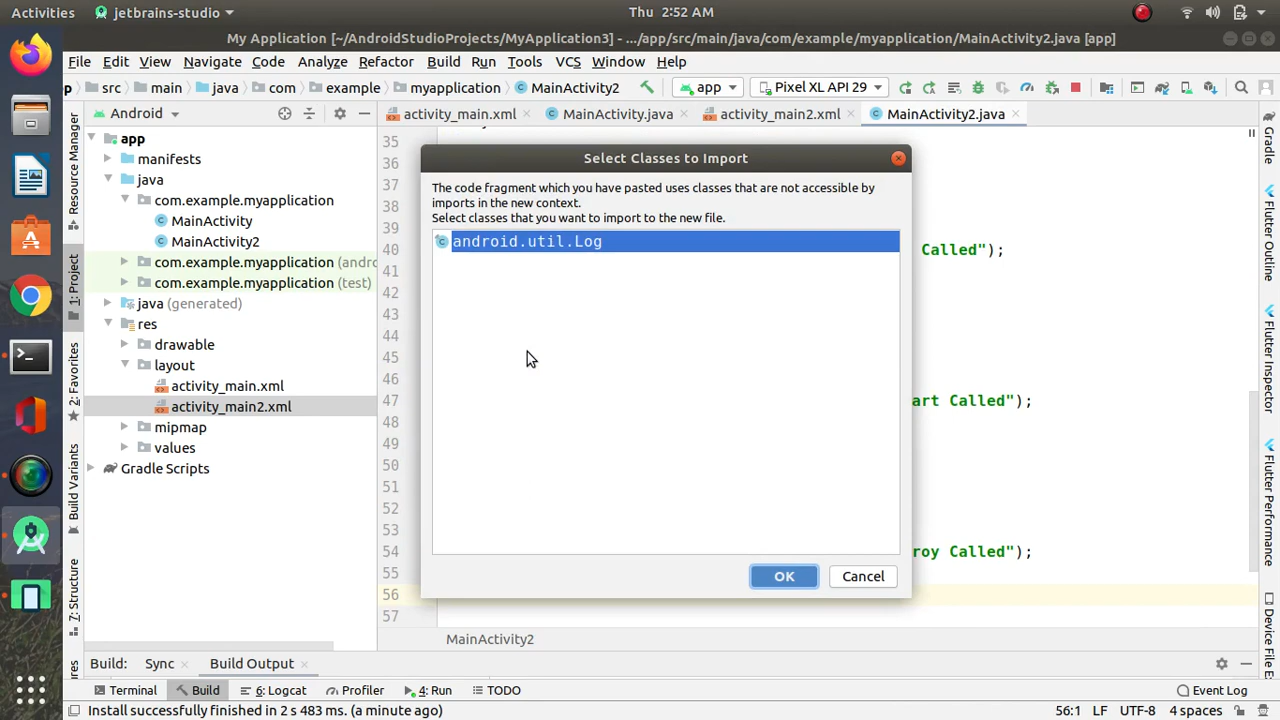 Activities
jetbrains-studio
Thu 2:52 AM
My Application [~/AndroidStudioProjects/MyApplication3] - .../app/src/main/java/com/example/myapplication/MainActivity2.java [app]
File Edit View Navigate Code Analyze Refactor Build Run Tools VCS Window Help
p src main java com example myapplication MainActivity2 app Pixel XL API 29
Android
activity_main.xml MainActivity.java activity_main2.xml MainActivity2.java
Resource Manager
1: Project
2: Favorites
Build Variants
7: Structure
app
manifests
java
com.example.myapplication
MainActivity
MainActivity2
com.example.myapplication (andro
com.example.myapplication (test)
java (generated)
res
drawable
layout
activity_main.xml
activity_main2.xml
mipmap
values
Gradle Scripts
35
36
37
38
39
40 Called");
41
42
43
44
45
46
47 art Called");
48
49
50
51
52
53
54 roy Called");
55
56
57
Select Classes to Import
The code fragment which you have pasted uses classes that are not accessible by
imports in the new context.
Select classes that you want to import to the new file.
android.util.Log
OK
Cancel
MainActivity2
Gradle
Flutter Outline
Flutter Inspector
Flutter Performance
Device File E
Build: Sync Build Output
Terminal Build 6: Logcat Profiler 4: Run TODO Event Log
Install successfully finished in 2 s 483 ms. (a minute ago)
56:1 LF UTF-8 4 spaces